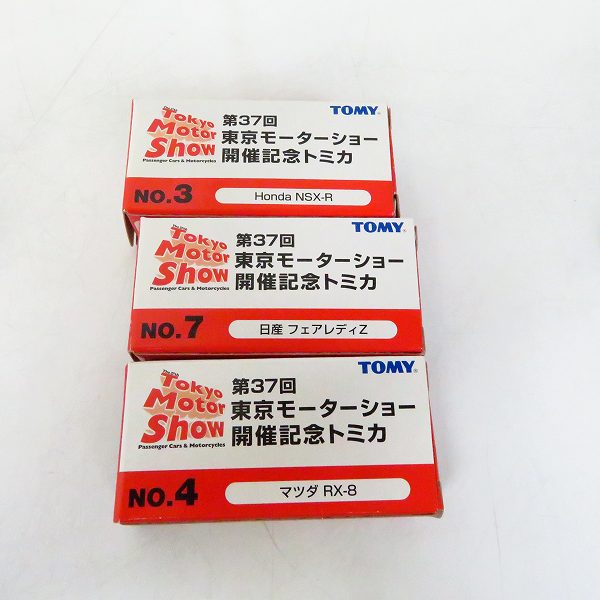 The 37th
Tokyo
Motor
Show
Passenger Cars & Motorcycles
TOMY
第37回
東京モーターショー
開催記念トミカ
NO.3
Honda NSX-R
Tokyo
Motor
Show
Passenger Cars & Motorcycles
TOMY
第37回
東京モーターショー
開催記念トミカ
NO.7
日産 フェアレディZ
The 37th
Tokyo
Motor
Show
Passenger Cars & Motorcycles
TOMY
第37回
東京モーターショー
開催記念トミカ
NO.4
マツダ RX-8